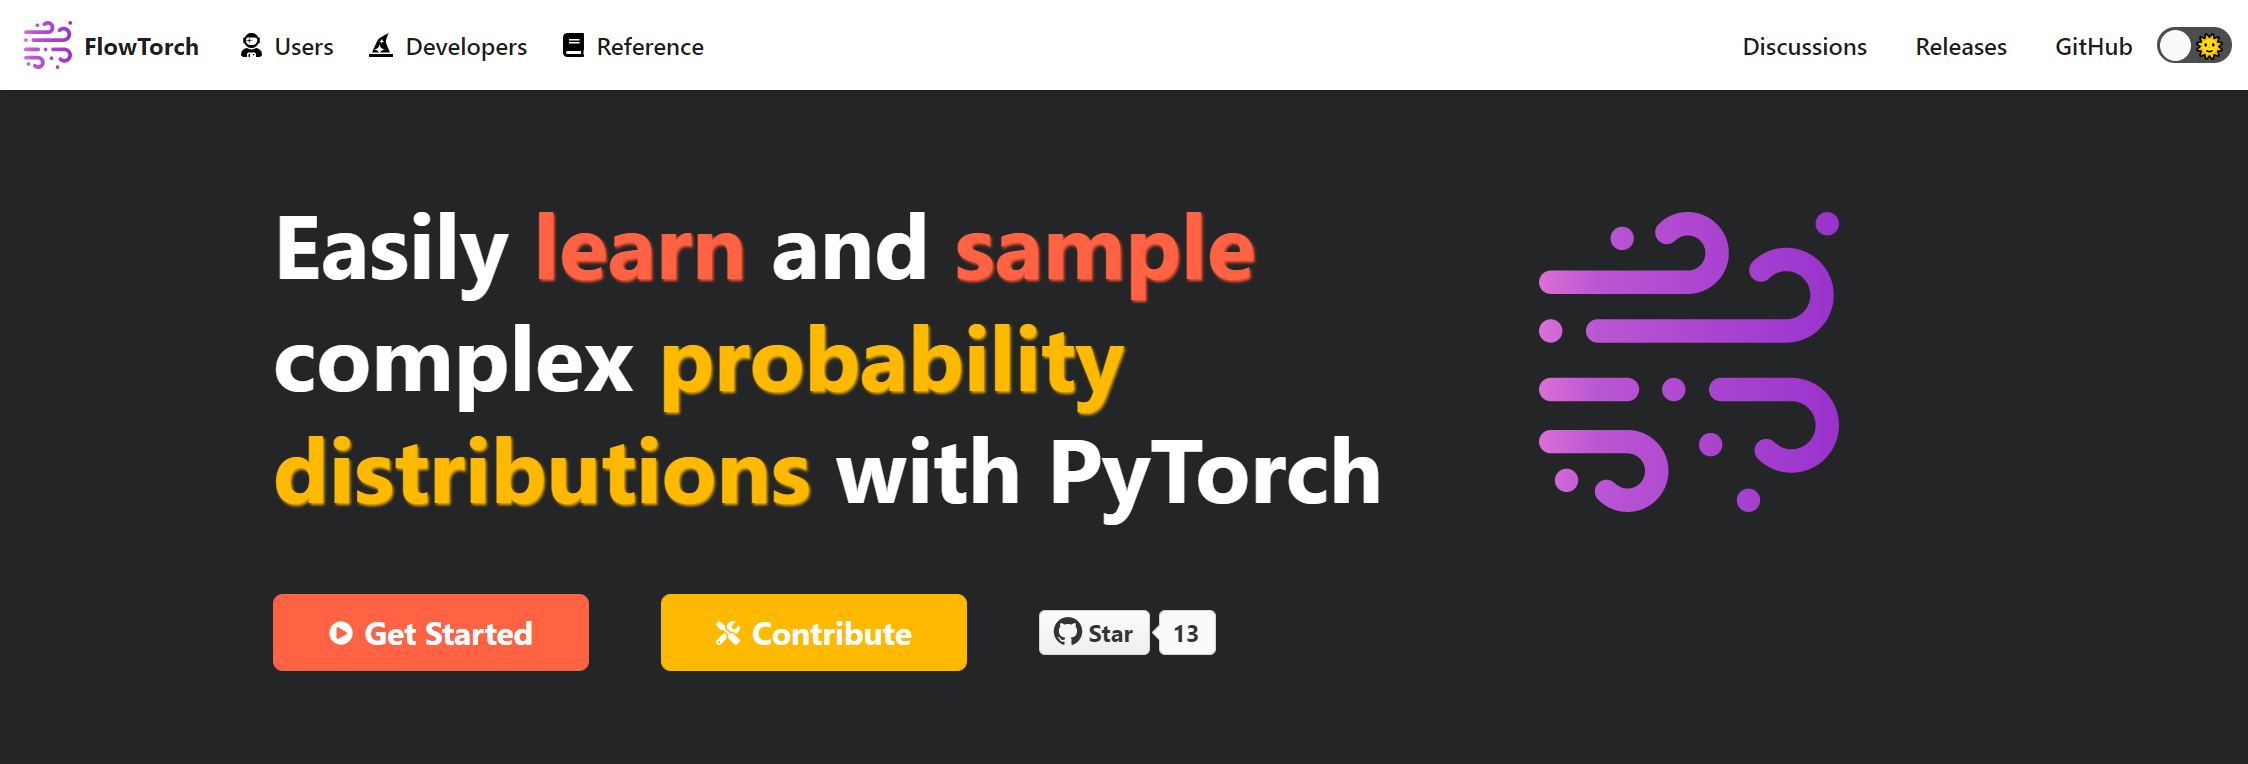 FlowTorch Users Developers Reference Discussions Releases GitHub
Easily learn and sample
complex probability
distributions with PyTorch
Get Started Contribute Star 13